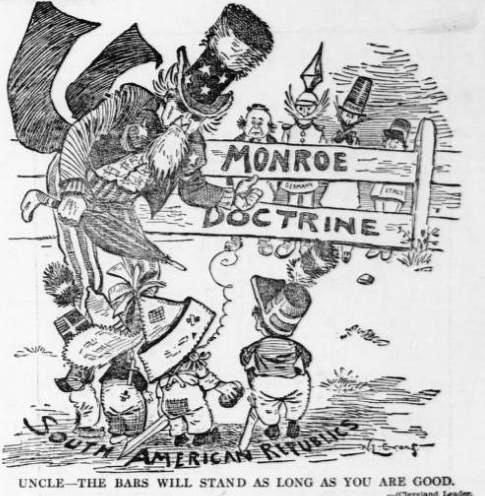 MONROE
GERMANY
ITALY
DOCTRINE
SOUTH AMERICAN REPUBLICS
UNCLE—THE BARS WILL STAND AS LONG AS YOU ARE GOOD.
—Cleveland Leader.